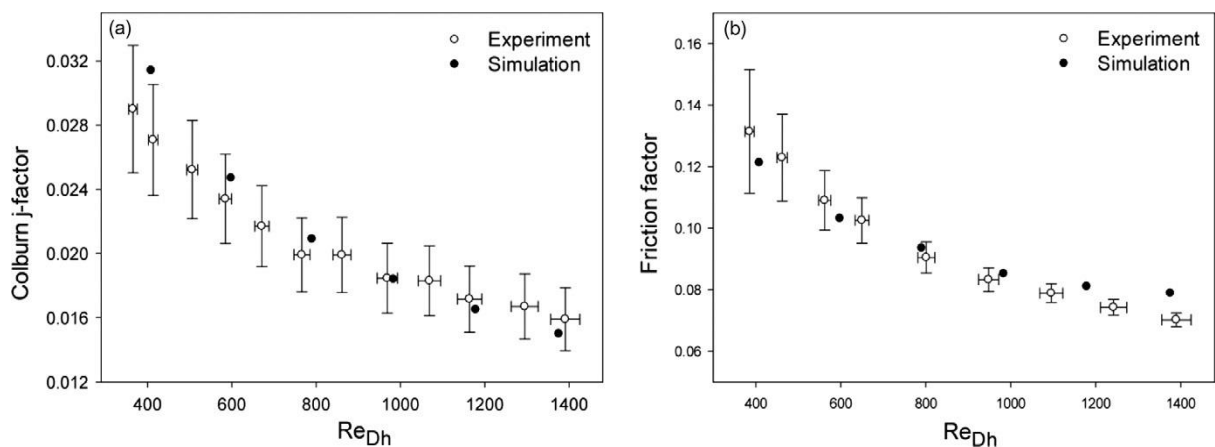 (a)
Experiment
Simulation
0.032
0.028
0.024
0.020
0.016
0.012
Colburn j-factor
400 600 800 1000 1200 1400
ReDh
(b)
Experiment
Simulation
0.16
0.14
0.12
0.10
0.08
0.06
Friction factor
400 600 800 1000 1200 1400
ReDh